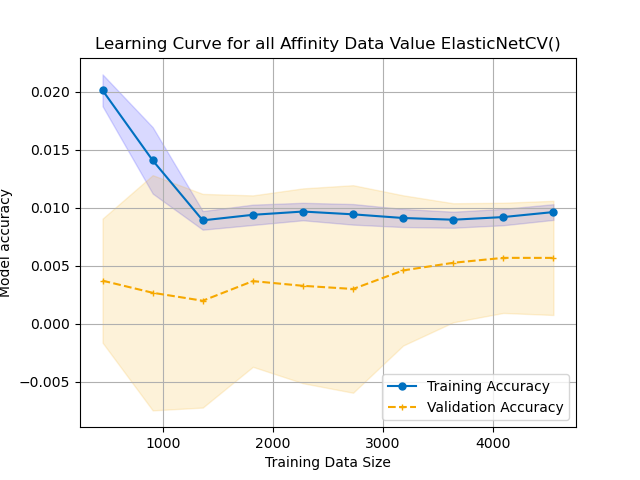 Learning Curve for all Affinity Data Value ElasticNetCV()
0.020
0.015
0.010
0.005
0.000
−0.005
Model accuracy
1000 2000 3000 4000
Training Data Size
Training Accuracy
Validation Accuracy